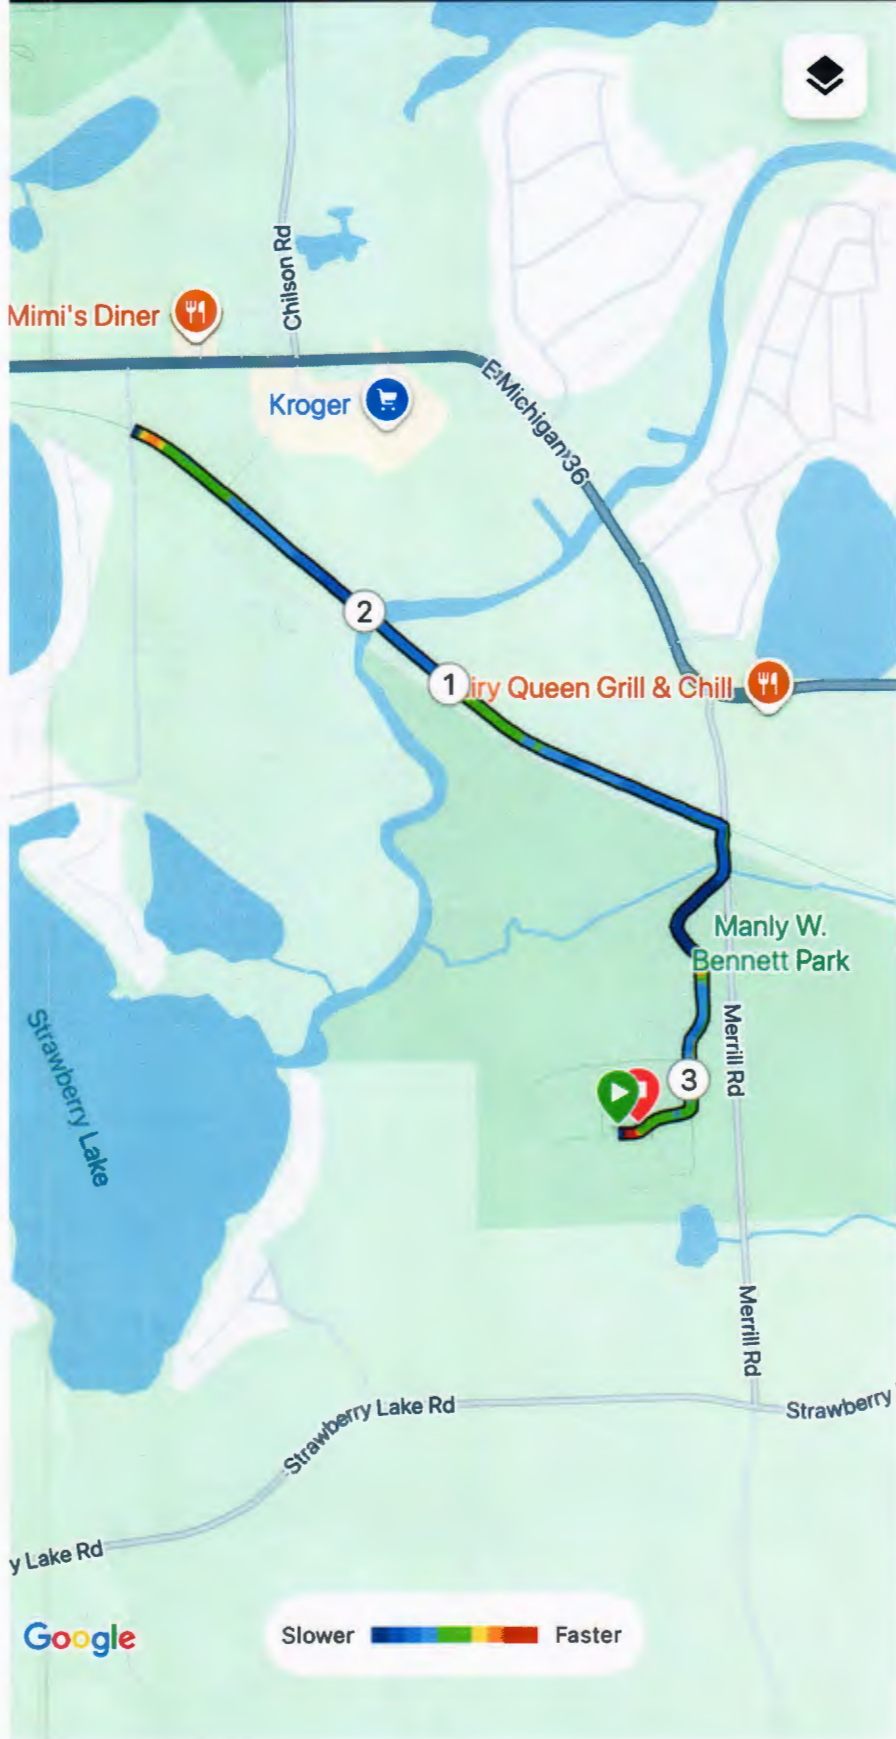 Chilson Rd
Mimi's Diner
Kroger
E Michigan 36
2
1
iry Queen Grill & Chill
Manly W.
Bennett Park
Merrill Rd
Strawberry Lake
3
Merrill Rd
Strawberry Lake Rd
Strawberry
y Lake Rd
Google
Slower
Faster